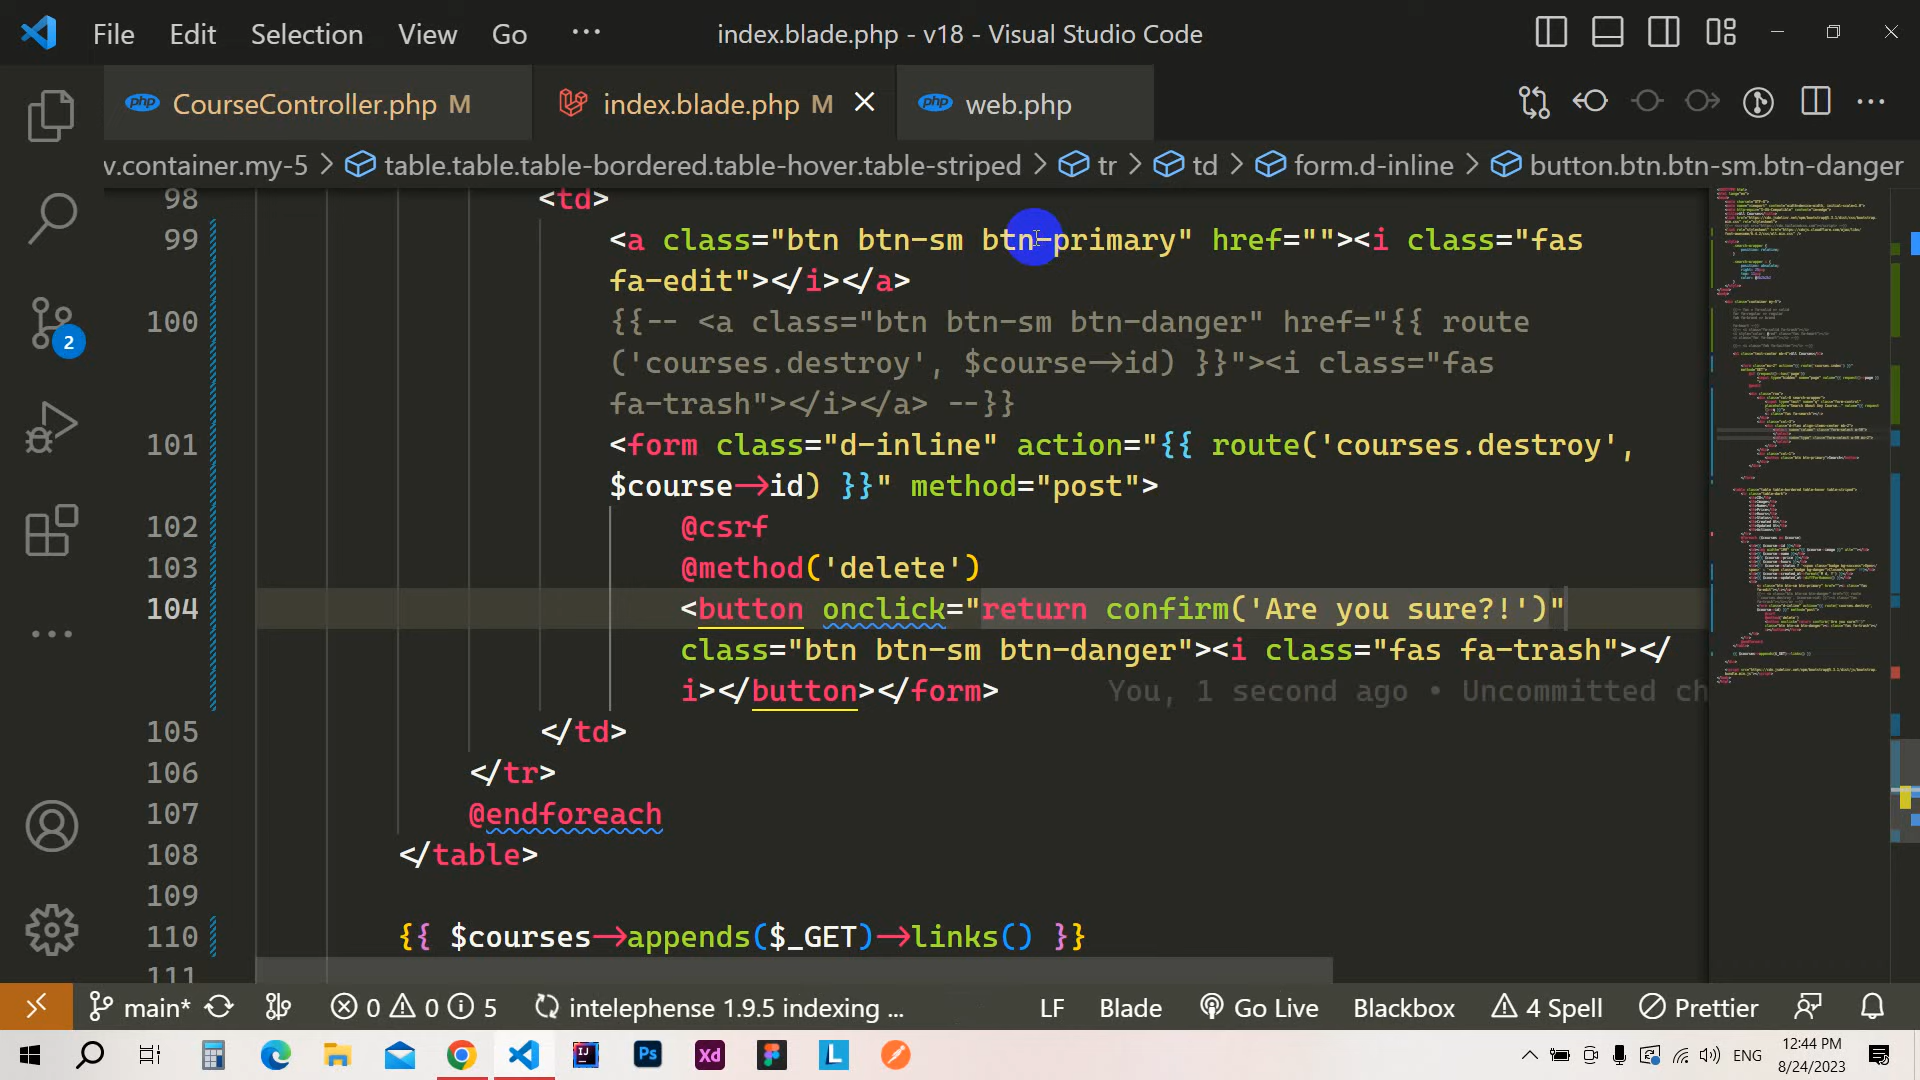 File Edit Selection View Go ··· index.blade.php - v18 - Visual Studio Code
php CourseController.php M index.blade.php M php web.php
v.container.my-5 > table.table.table-bordered.table-hover.table-striped > tr > td > form.d-inline > button.btn.btn-sm.btn-danger
98 <td>
99 <a class="btn btn-sm btn-primary" href=""><i class="fas
fa-edit"></i></a>
100 {{-- <a class="btn btn-sm btn-danger" href="{{ route
('courses.destroy', $course->id) }}"><i class="fas
fa-trash"></i></a> --}}
101 <form class="d-inline" action="{{ route('courses.destroy',
$course->id) }}" method="post">
102 @csrf
103 @method('delete')
104 <button onclick="return confirm('Are you sure?!')"
class="btn btn-sm btn-danger"><i class="fas fa-trash"></
i></button></form> You, 1 second ago • Uncommitted ch
105 </td>
106 </tr>
107 @endforeach
108 </table>
109
110 {{ $courses->appends($_GET)->links() }}
111
2
main* 0 0 5 intelephense 1.9.5 indexing ... LF Blade Go Live Blackbox 4 Spell Prettier
IJ Ps Xd L ENG 12:44 PM
8/24/2023